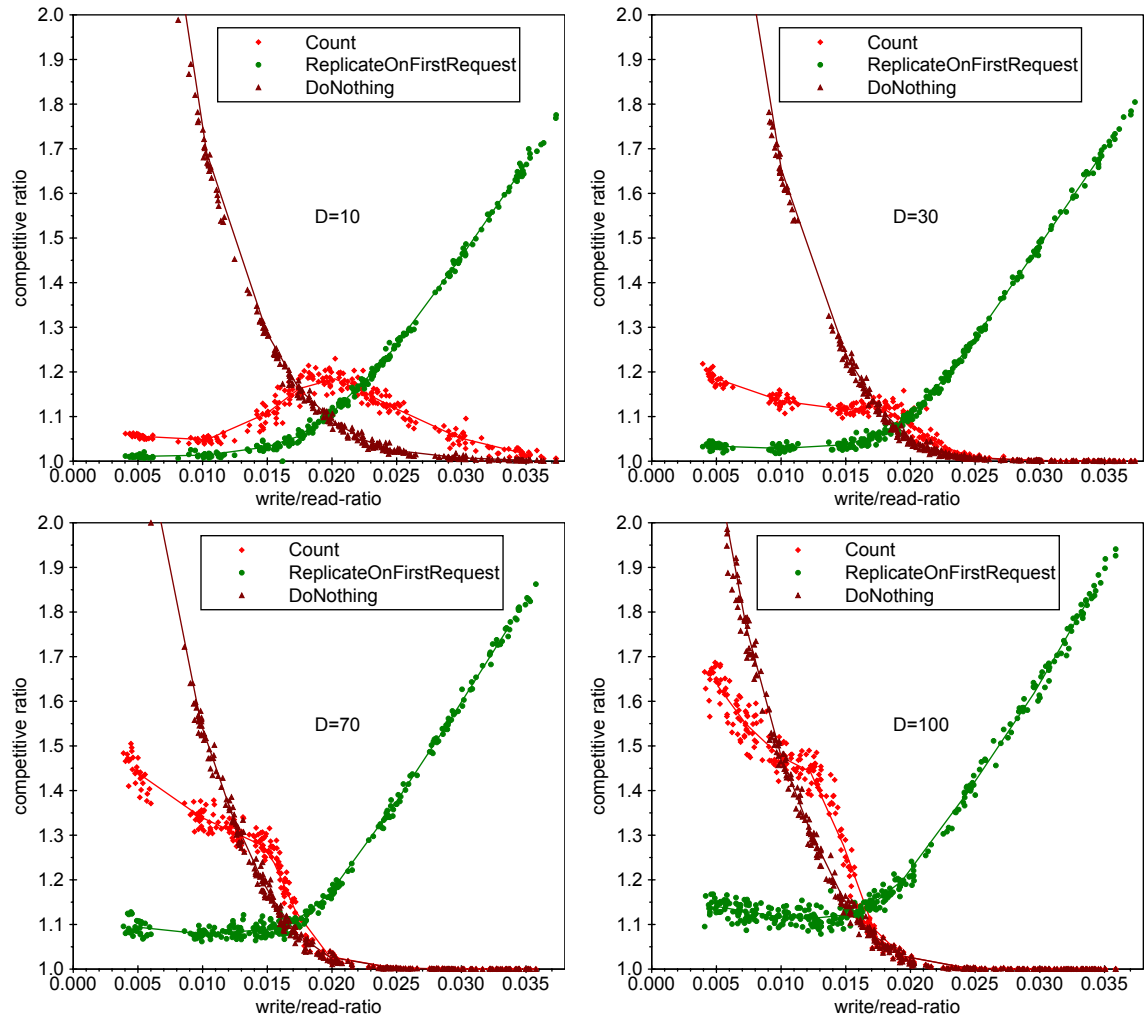 2.0
1.9
1.8
1.7
1.6
1.5
1.4
1.3
1.2
1.1
1.0
competitive ratio
Count
ReplicateOnFirstRequest
DoNothing
D=10
0.000 0.005 0.010 0.015 0.020 0.025 0.030 0.035
write/read-ratio
2.0
1.9
1.8
1.7
1.6
1.5
1.4
1.3
1.2
1.1
1.0
competitive ratio
Count
ReplicateOnFirstRequest
DoNothing
D=30
0.000 0.005 0.010 0.015 0.020 0.025 0.030 0.035
write/read-ratio
2.0
1.9
1.8
1.7
1.6
1.5
1.4
1.3
1.2
1.1
1.0
competitive ratio
Count
ReplicateOnFirstRequest
DoNothing
D=70
0.000 0.005 0.010 0.015 0.020 0.025 0.030 0.035
write/read-ratio
2.0
1.9
1.8
1.7
1.6
1.5
1.4
1.3
1.2
1.1
1.0
competitive ratio
Count
ReplicateOnFirstRequest
DoNothing
D=100
0.000 0.005 0.010 0.015 0.020 0.025 0.030 0.035
write/read-ratio